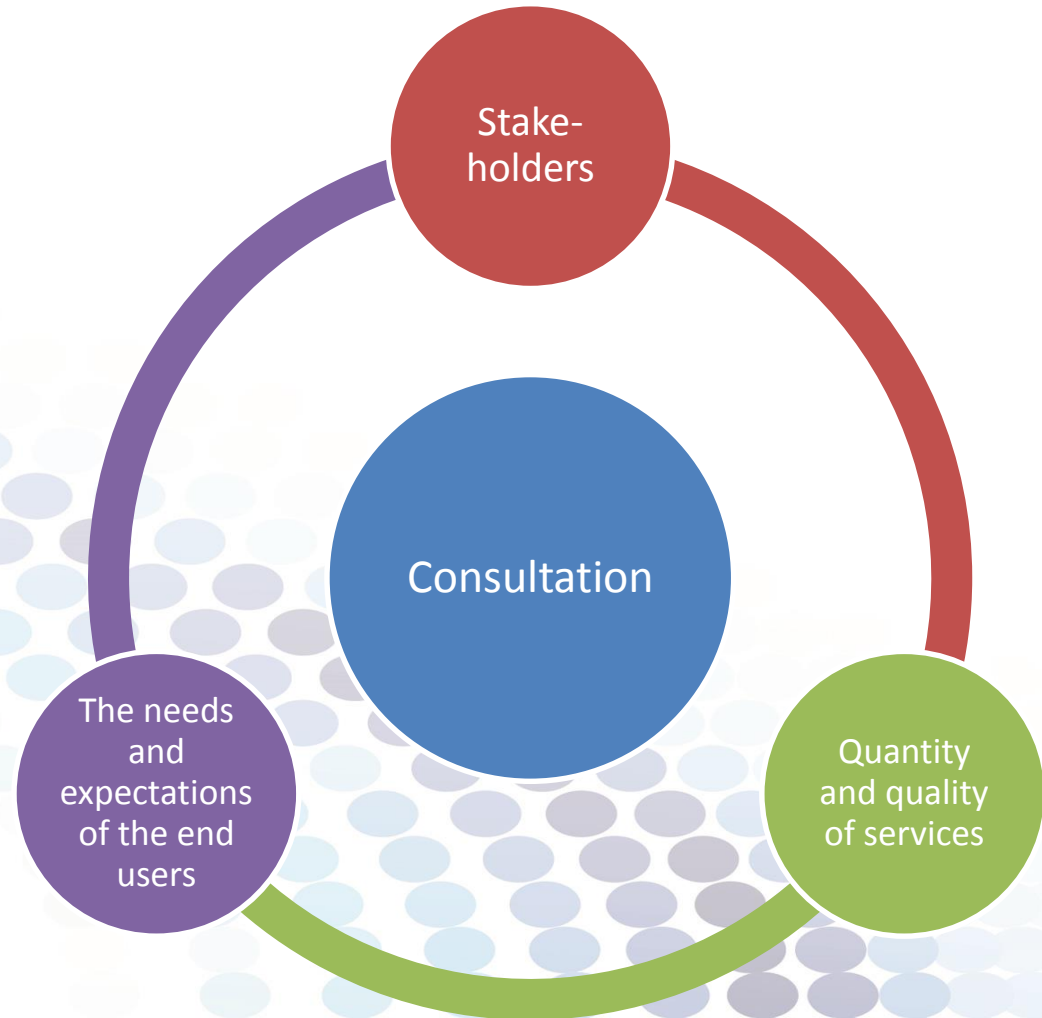 Stake-
holders
Consultation
The needs
and
expectations
of the end
users
Quantity
and quality
of services